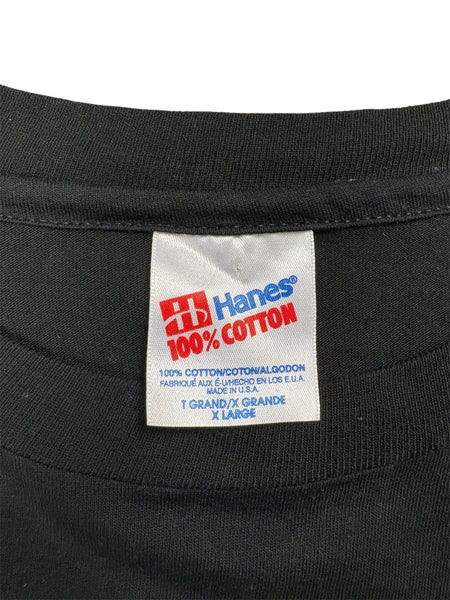 Hanes®
100% COTTON
100% COTTON/COTON/ALGODON
FABRIQUÉ AUX É-U/HECHO EN LOS E.U.A.
MADE IN U.S.A.
T GRAND/X GRANDE
X LARGE